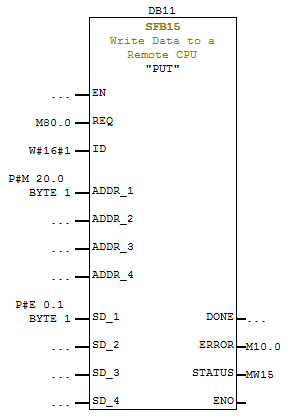 DB11
SFB15
Write Data to a
Remote CPU
"PUT"
... EN
M80.0 REQ
W#16#1 ID
P#M 20.0
BYTE 1 ADDR_1
... ADDR_2
... ADDR_3
... ADDR_4
P#E 0.1
BYTE 1 SD_1 DONE ...
... SD_2 ERROR M10.0
... SD_3 STATUS MW15
... SD_4 ENO